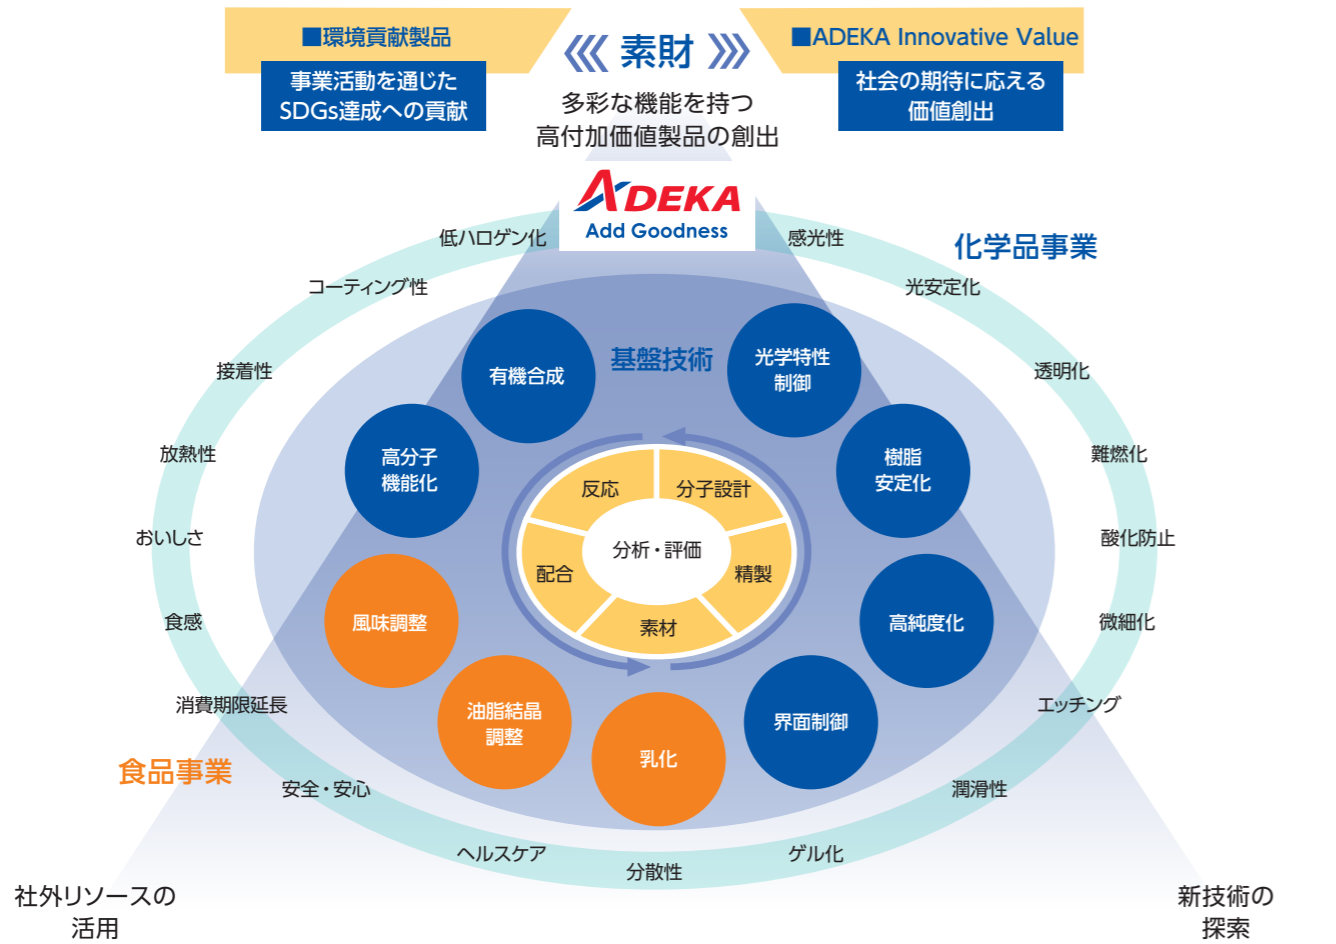 ■環境貢献製品
事業活動を通じた
SDGs達成への貢献
素財
多彩な機能を持つ
高付加価値製品の創出
■ADEKA Innovative Value
社会の期待に応える
価値創出
ADEKA
Add Goodness
化学品事業
食品事業
基盤技術
低ハロゲン化
コーティング性
接着性
放熱性
おいしさ
食感
消費期限延長
安全・安心
ヘルスケア
分散性
ゲル化
潤滑性
エッチング
微細化
酸化防止
難燃化
透明化
光安定化
感光性
有機合成
光学特性
制御
高分子
機能化
樹脂
安定化
風味調整
高純度化
油脂結晶
調整
乳化
界面制御
反応
分子設計
分析・評価
配合
精製
素材
社外リソースの
活用
新技術の
探索